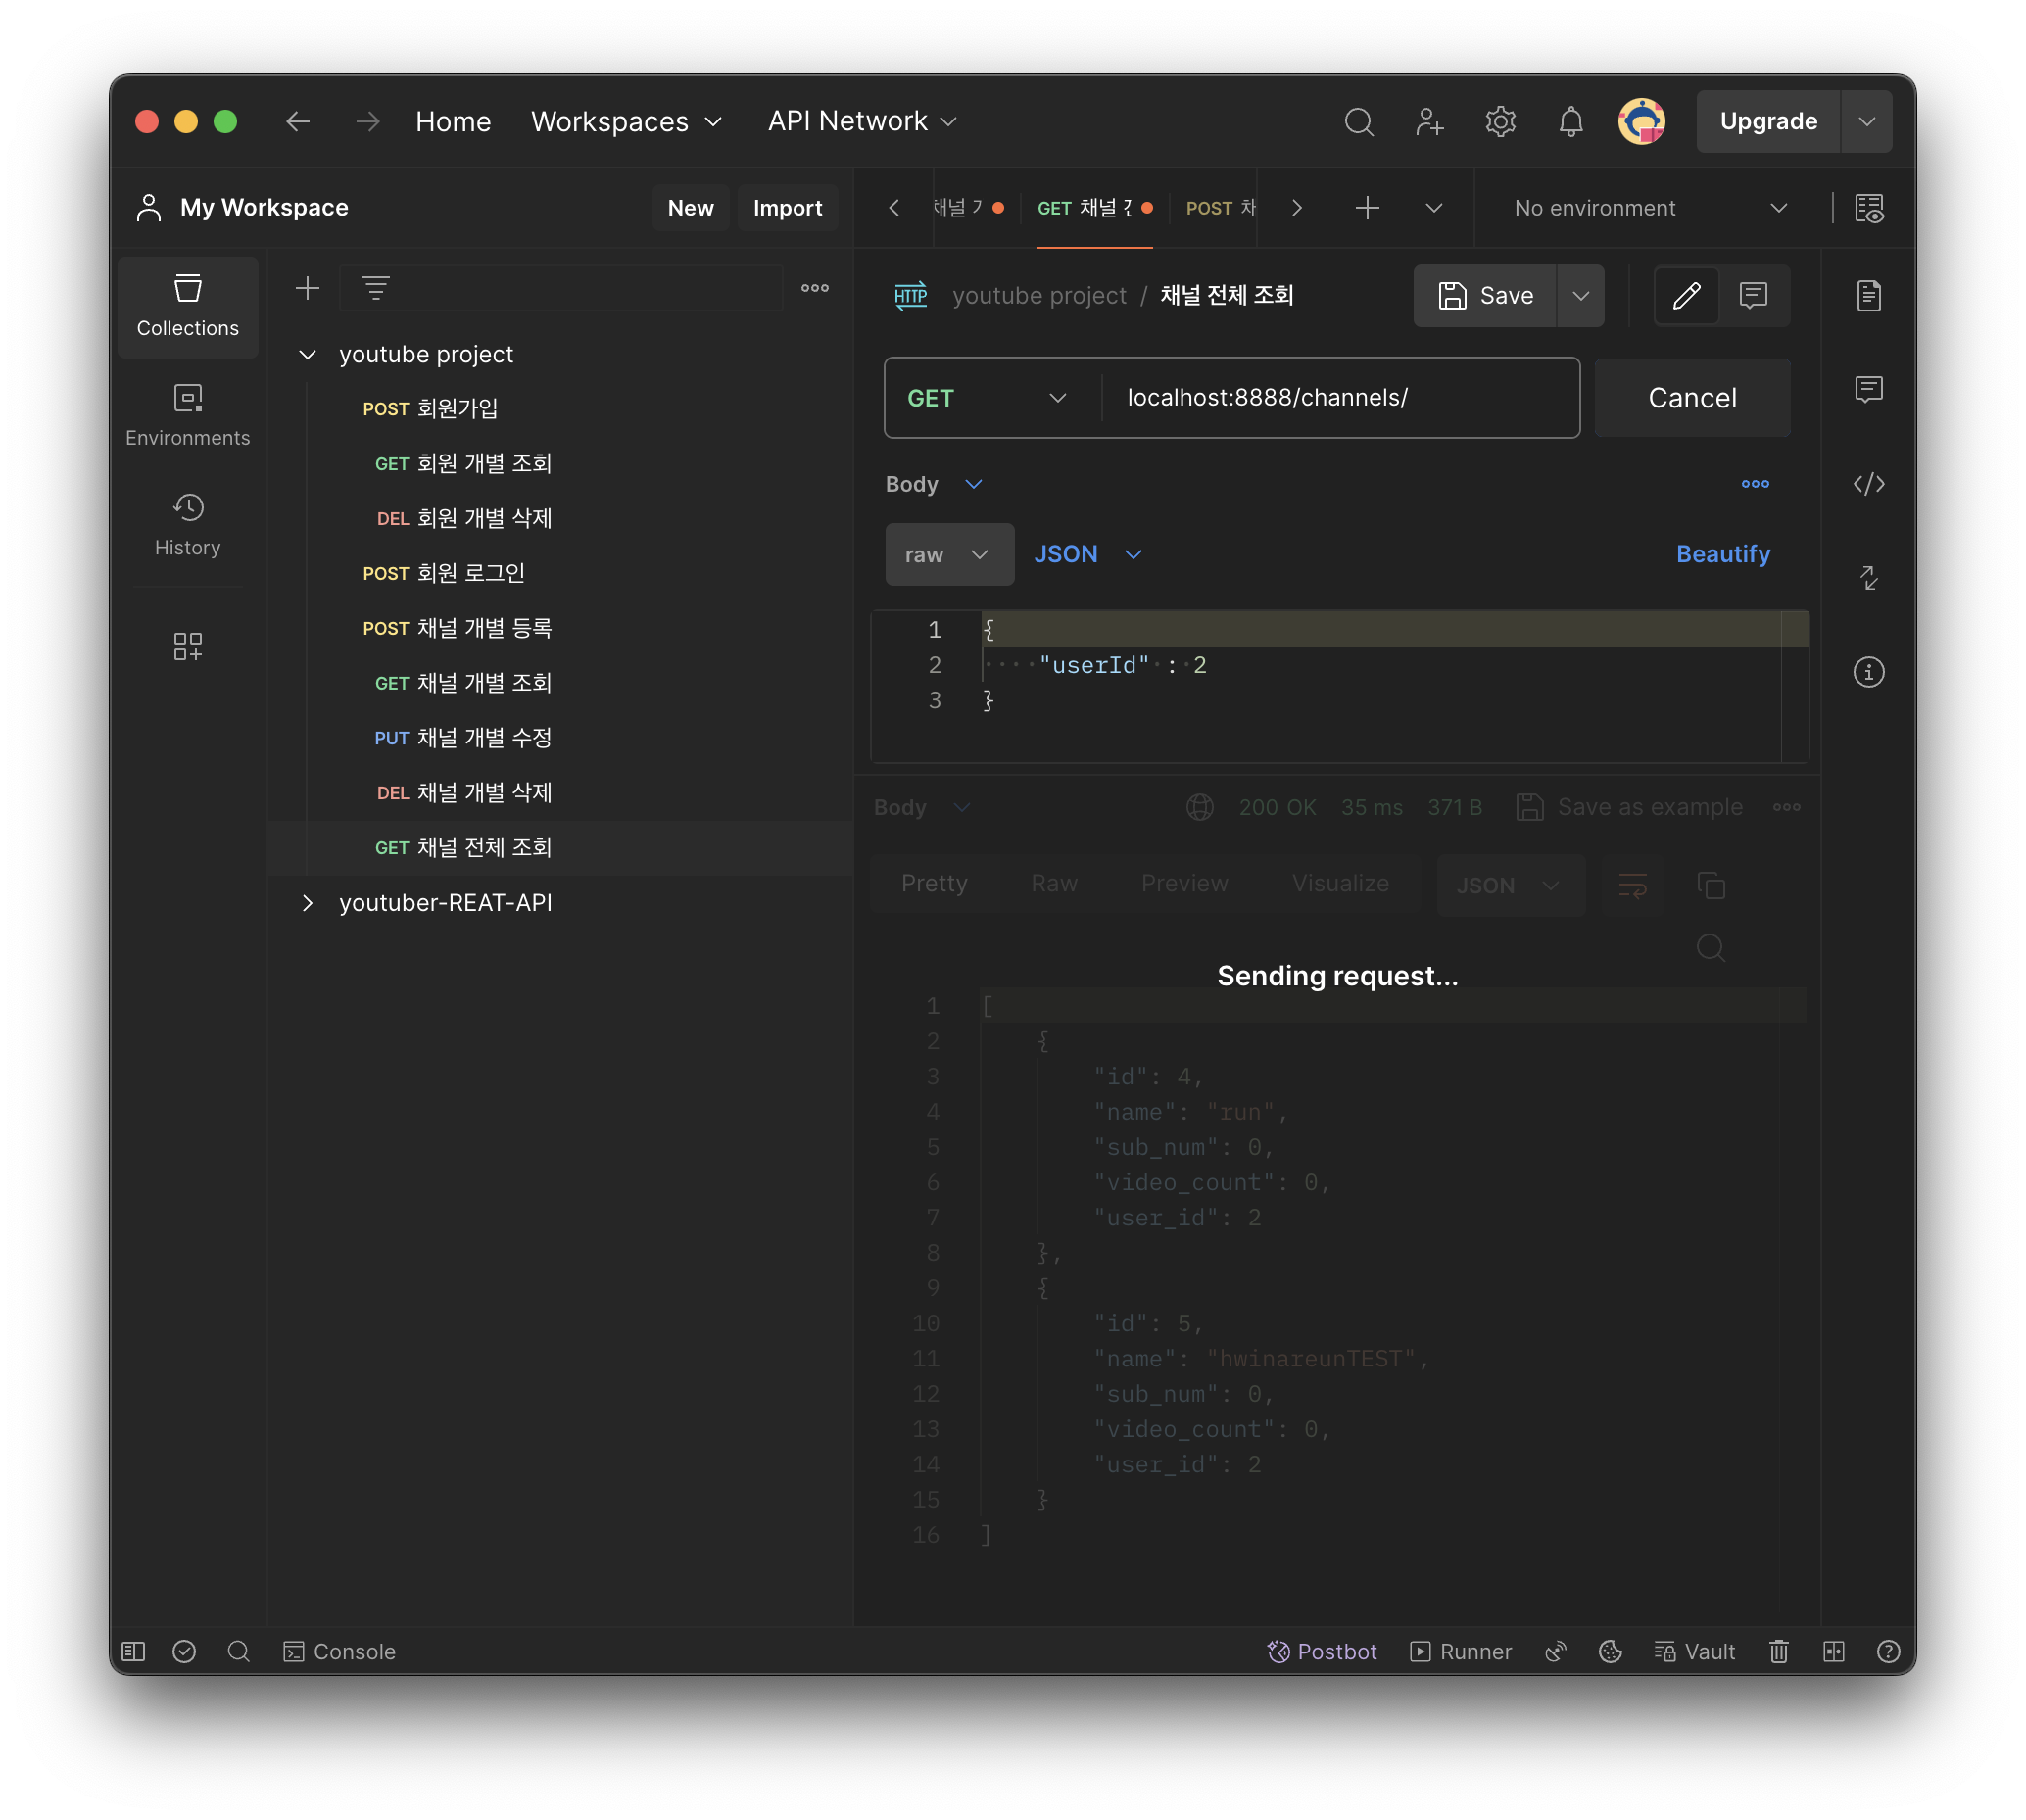 Home Workspaces API Network Upgrade
My Workspace New Import
채널 GET 채널 POST No environment
Collections
Environments
History
youtube project
POST 회원가입
GET 회원 개별 조회
DEL 회원 개별 삭제
POST 회원 로그인
POST 채널 개별 등록
GET 채널 개별 조회
PUT 채널 개별 수정
DEL 채널 개별 삭제
GET 채널 전체 조회
youtuber-REAT-API
HTTP youtube project / 채널 전체 조회 Save
GET localhost:8888/channels/ Cancel
Body
raw JSON Beautify
1 {
2 "userId" : 2
3 }
Body 200 OK 35 ms 371 B Save as example
Pretty Raw Preview Visualize JSON
Sending request...
1 [
2 {
3 "id": 4,
4 "name": "run",
5 "sub_num": 0,
6 "video_count": 0,
7 "user_id": 2
8 },
9 {
10 "id": 5,
11 "name": "hwinareunTEST",
12 "sub_num": 0,
13 "video_count": 0,
14 "user_id": 2
15 }
16 ]
Console Postbot Runner Vault